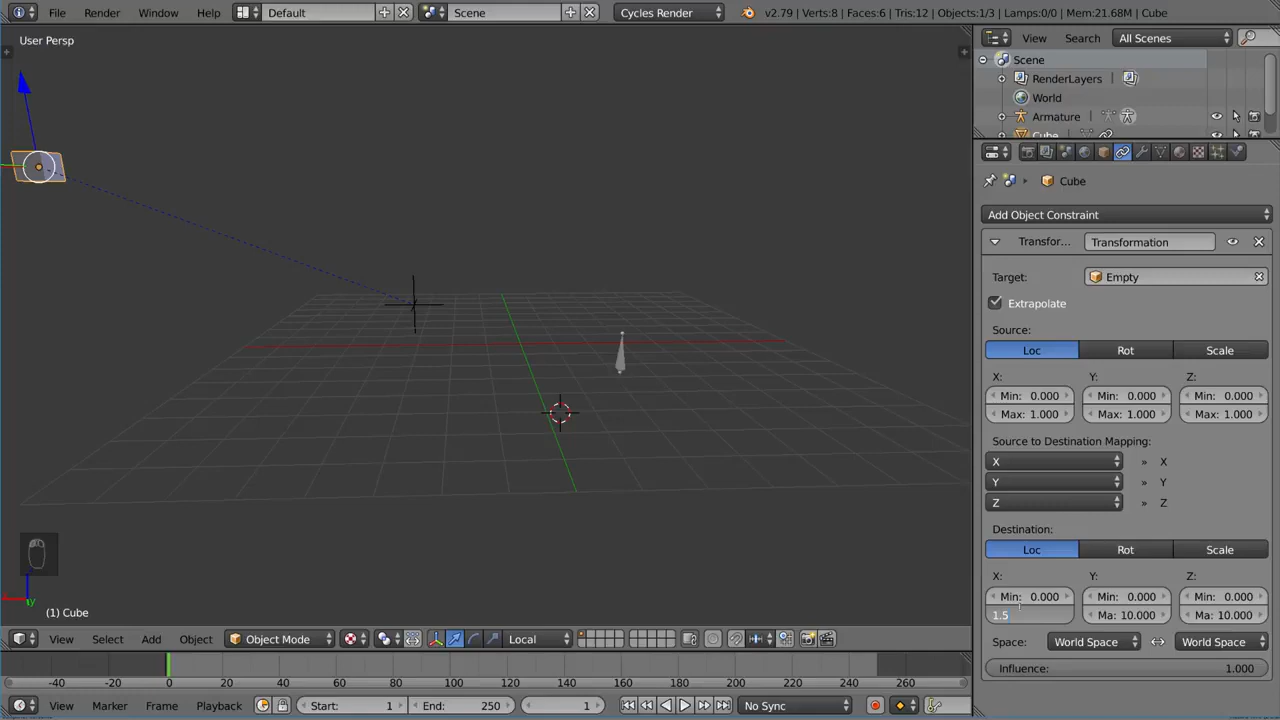 File Render Window Help Default Scene Cycles Render v2.79 | Verts:8 | Faces:6 | Tris:12 | Objects:1/3 | Lamps:0/0 | Mem:21.68M | Cube
User Persp
View Search All Scenes
Scene
RenderLayers
World
Armature
Cube
Cube
Add Object Constraint
Transfor... Transformation
Target: Empty
Extrapolate
Source:
Loc Rot Scale
X: Y: Z:
Min: 0.000 Min: 0.000 Min: 0.000
Max: 1.000 Max: 1.000 Max: 1.000
Source to Destination Mapping:
X » X
Y » Y
Z » Z
Destination:
Loc Rot Scale
X: Y: Z:
Min: 0.000 Min: 0.000 Min: 0.000
1.5 Ma: 10.000 Ma: 10.000
Space: World Space World Space
Influence: 1.000
y
(1) Cube
View Select Add Object Object Mode Local
-40 -20 0 20 40 60 80 100 120 140 160 180 200 220 240 260
View Marker Frame Playback Start: 1 End: 250 1 No Sync